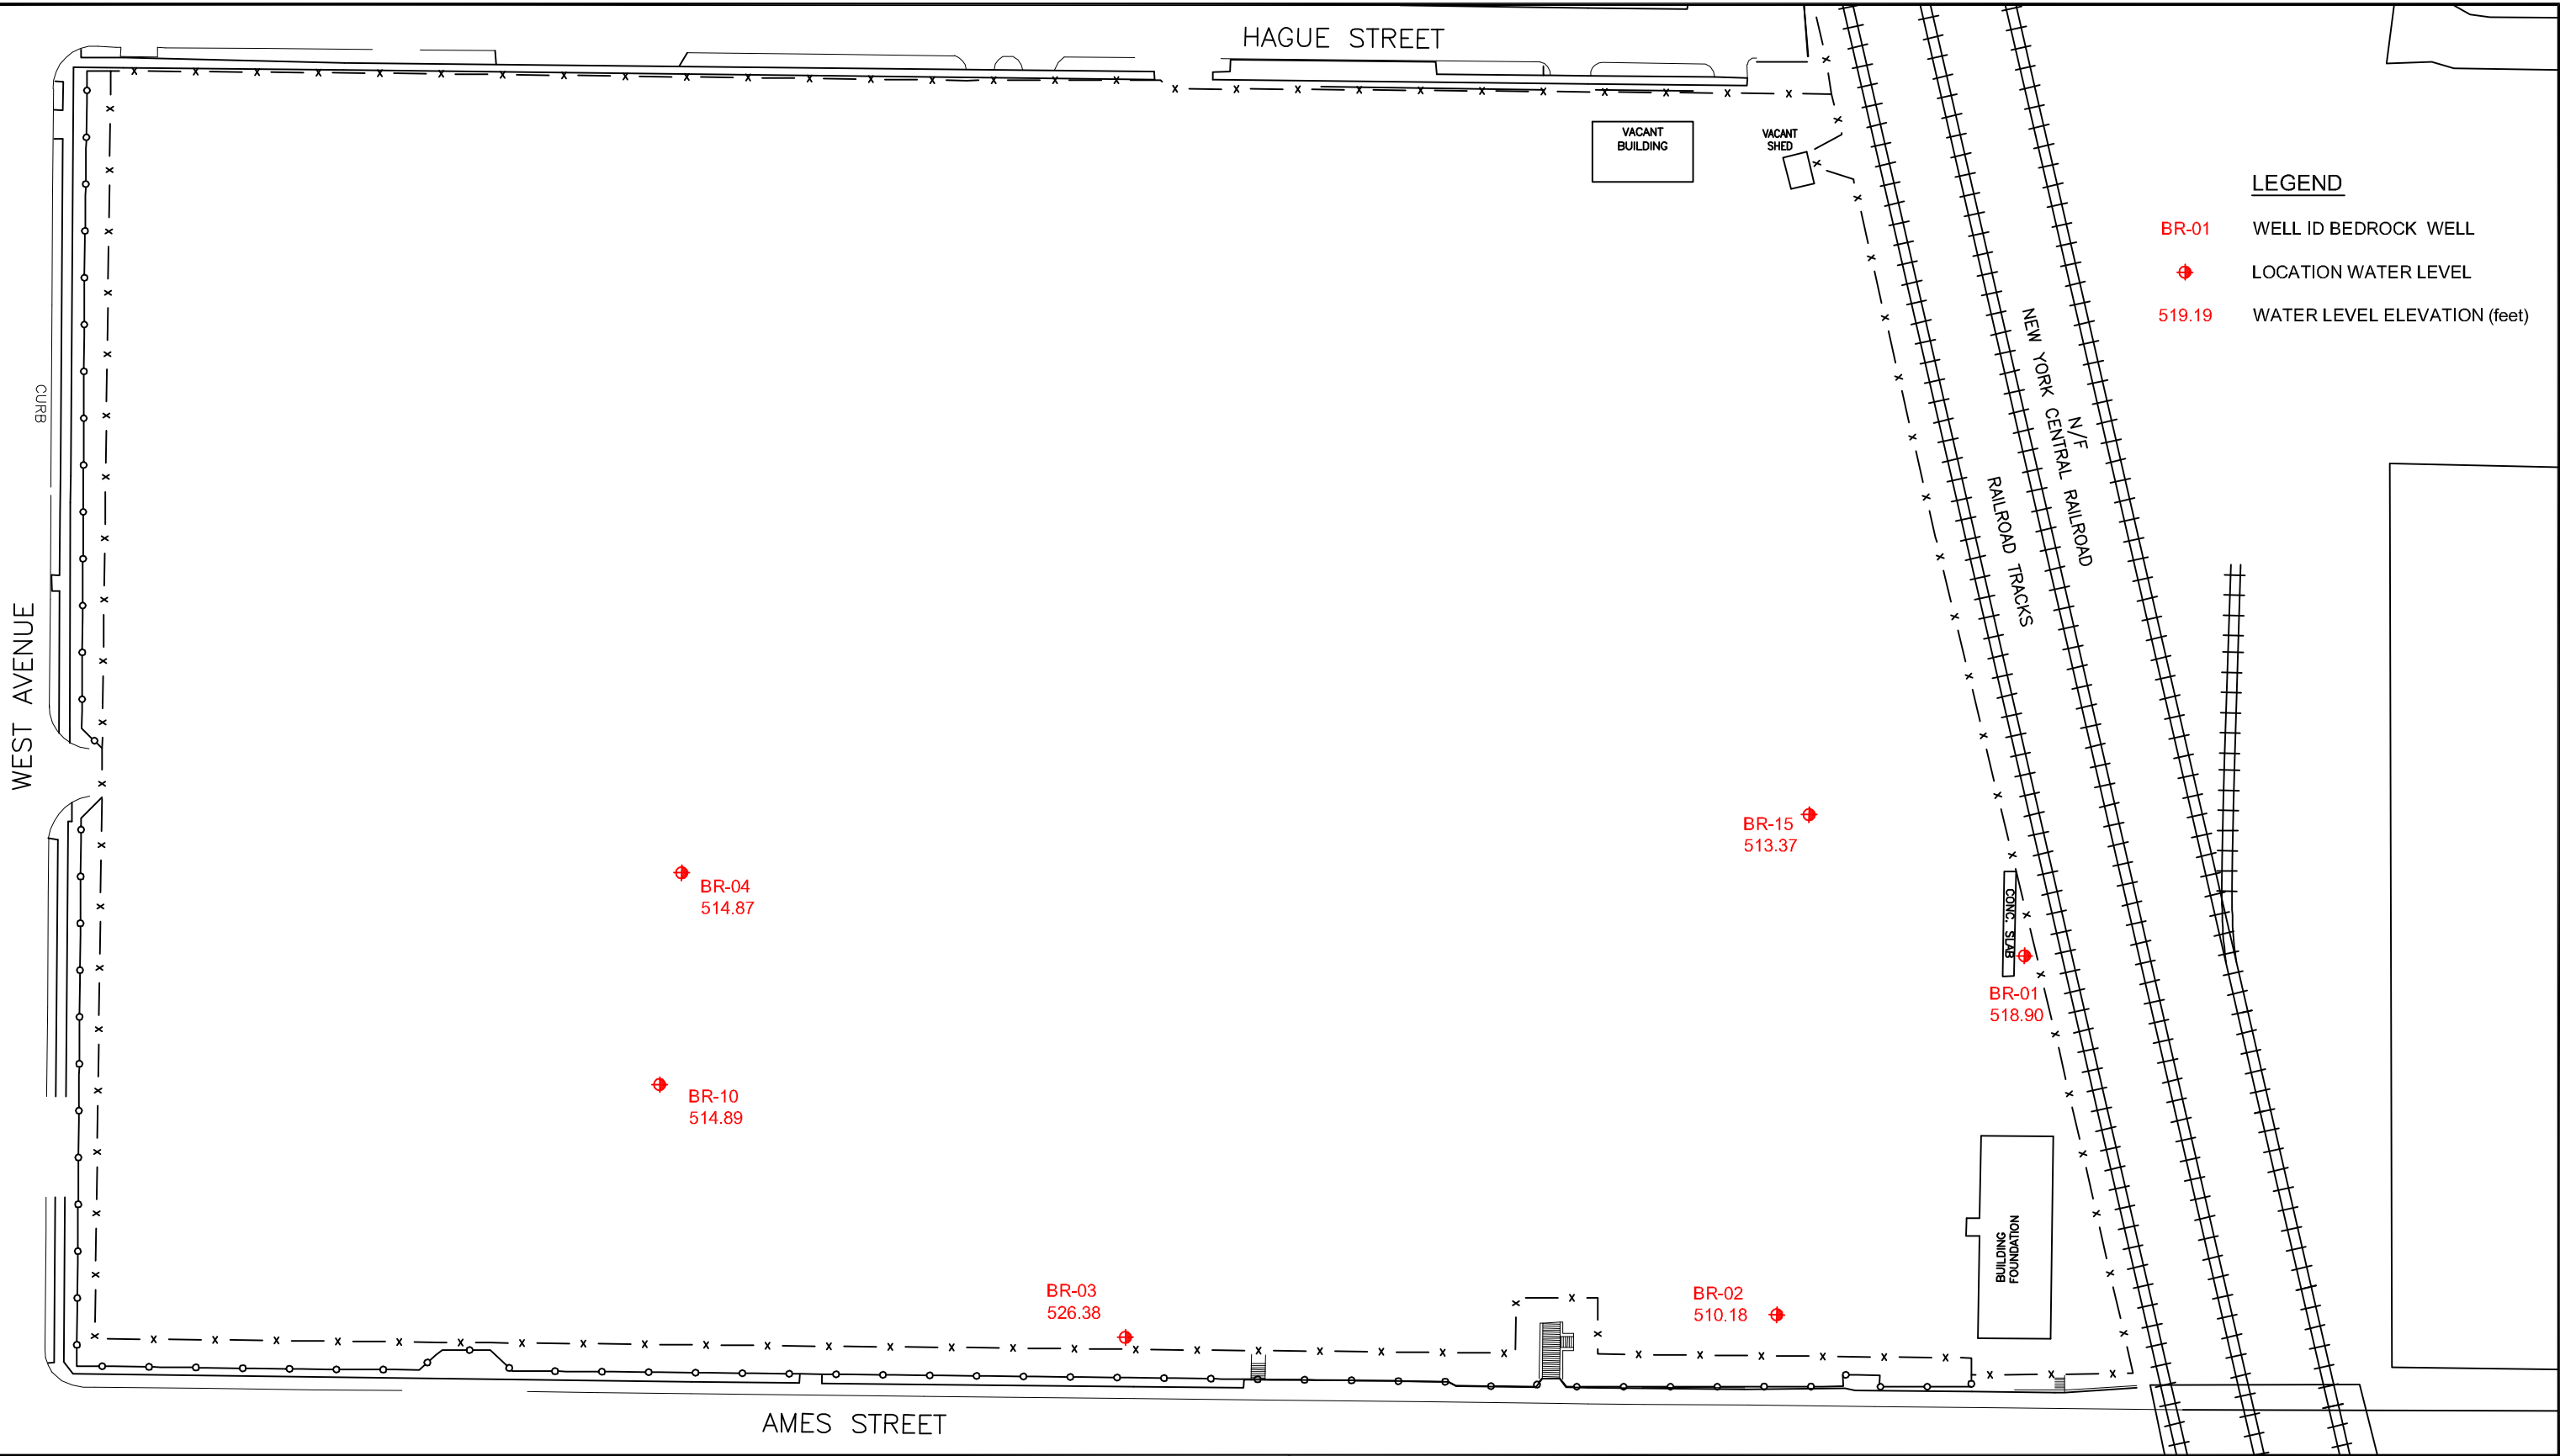 HAGUE STREET
VACANT
BUILDING
VACANT
SHED
LEGEND
BR-01 WELL ID BEDROCK WELL
LOCATION WATER LEVEL
519.19 WATER LEVEL ELEVATION (feet)
CURB
WEST AVENUE
N/F
NEW YORK CENTRAL RAILROAD
RAILROAD TRACKS
BR-15
513.37
BR-04
514.87
CONC. SLAB
BR-01
518.90
BR-10
514.89
BUILDING
FOUNDATION
BR-03
526.38
BR-02
510.18
AMES STREET